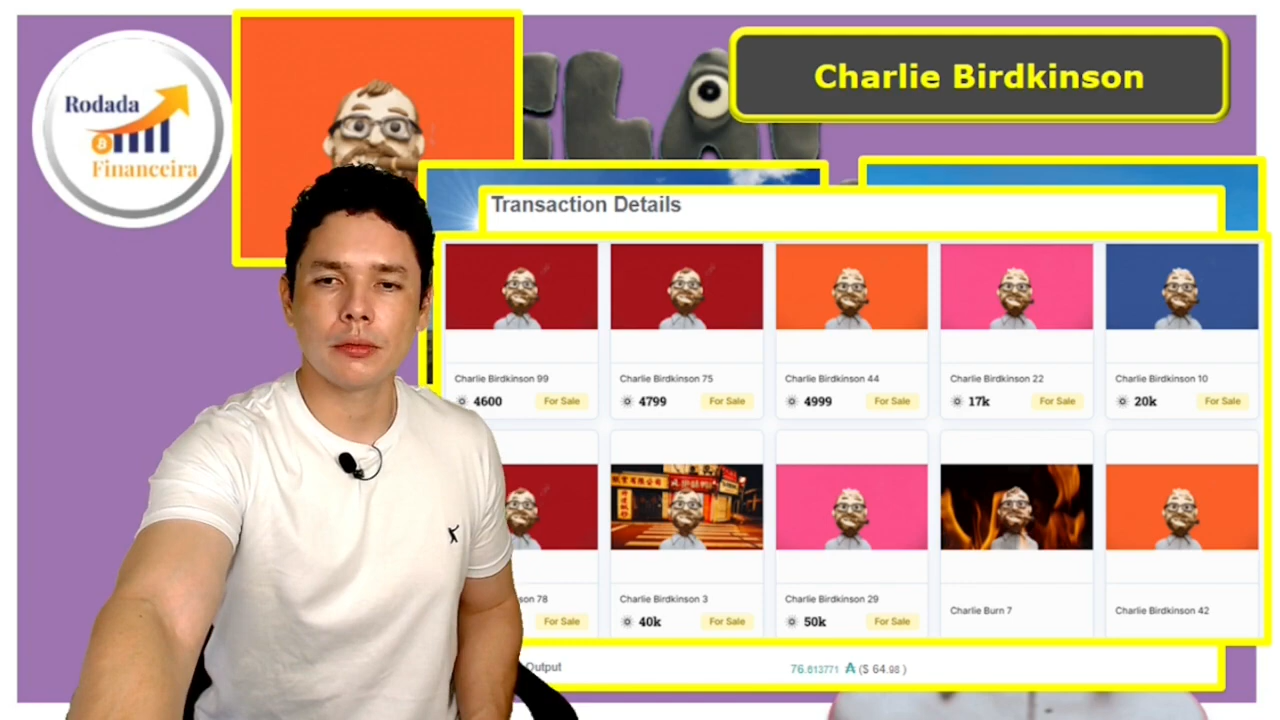 Rodada
Financeira
Charlie Birdkinson
Transaction Details
Charlie Birdkinson 99
4600
For Sale
Charlie Birdkinson 75
4799
For Sale
Charlie Birdkinson 44
4999
For Sale
Charlie Birdkinson 22
17k
For Sale
Charlie Birdkinson 10
20k
For Sale
son 78
For Sale
Charlie Birdkinson 3
40k
For Sale
Charlie Birdkinson 29
50k
For Sale
Charlie Burn 7
Charlie Birdkinson 42
Output
76.613771 ₳ ($ 64.98 )